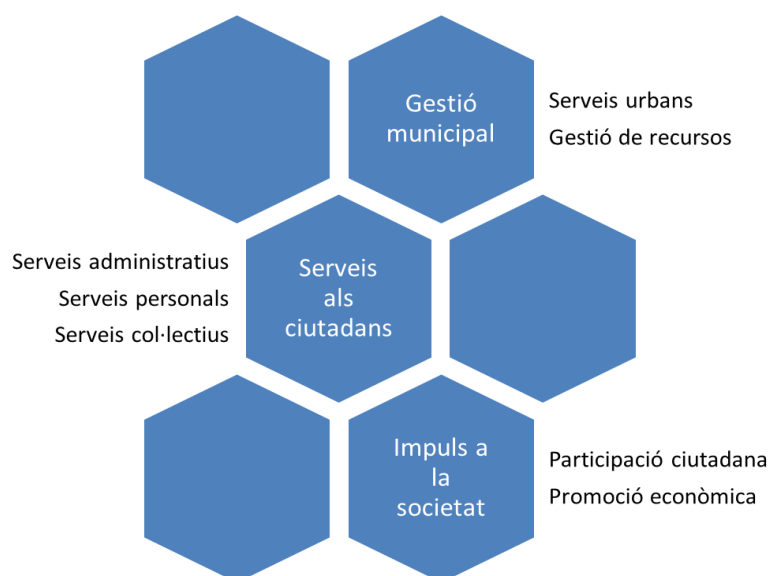 Gestió
municipal
Serveis urbans
Gestió de recursos
Serveis administratius
Serveis personals
Serveis col·lectius
Serveis
als
ciutadans
Impuls a
la
societat
Participació ciutadana
Promoció econòmica